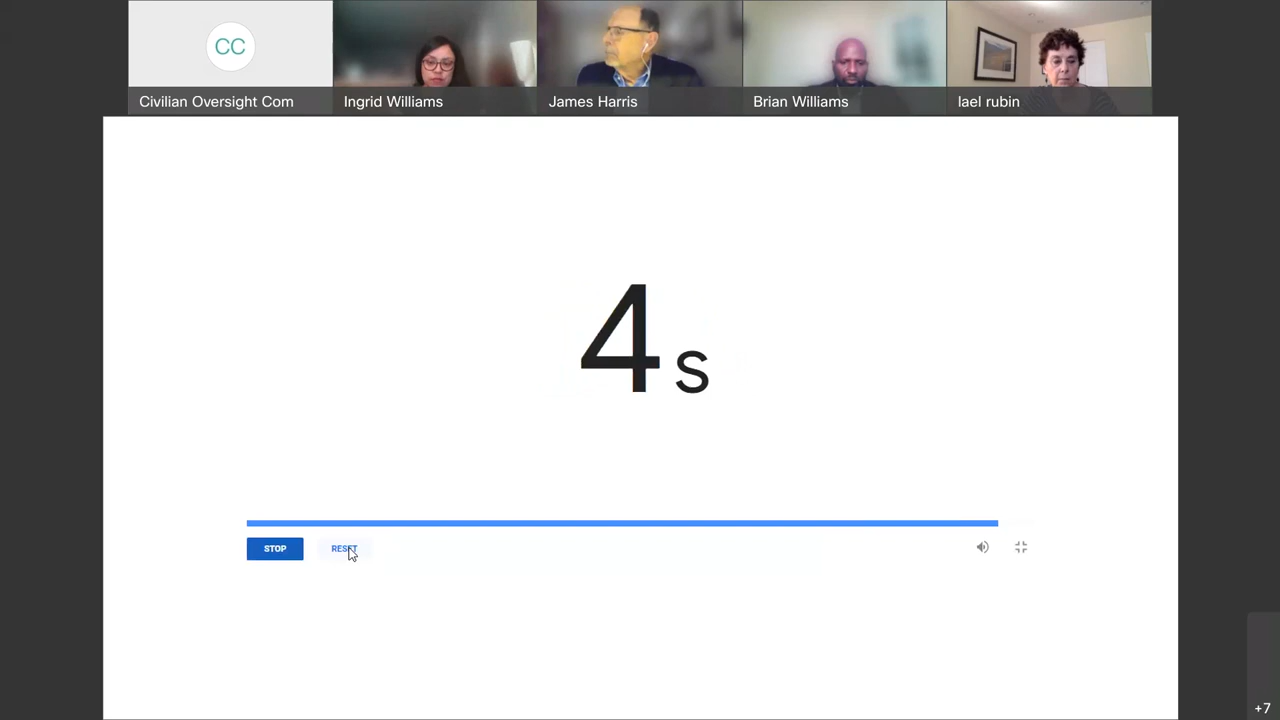 CC
Civilian Oversight Com
Ingrid Williams
James Harris
Brian Williams
lael rubin
4 s
STOP
RESET
+7